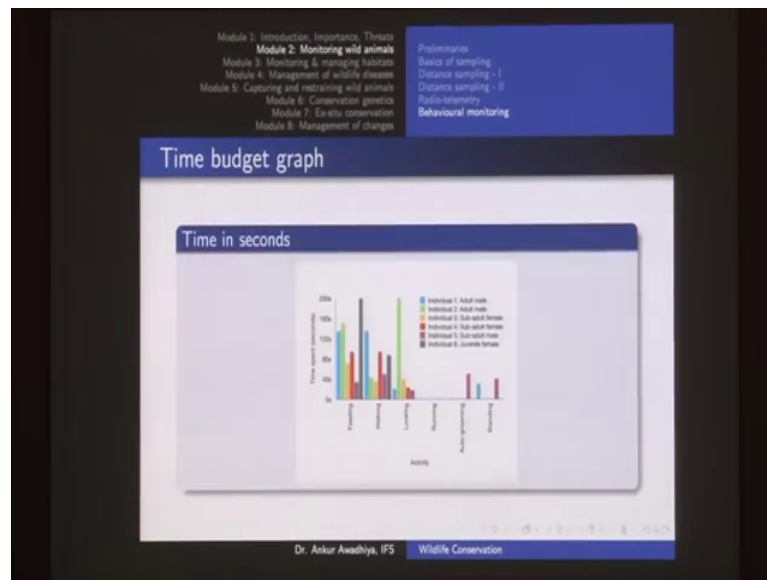 Module 1: Introduction, Importance, Threats
Module 2: Monitoring wild animals
Module 3: Monitoring & managing habitats
Module 4: Management of wildlife diseases
Module 5: Capturing and restraining wild animals
Module 6: Conservation genetics
Module 7: Ex-situ conservation
Module 8: Management of changes
Preliminaries
Basics of sampling
Distance sampling - I
Distance sampling - II
Radio-telemetry
Behavioural monitoring
Time budget graph
Time in seconds
200s
160s
120s
80s
40s
0s
Time spent (seconds)
Individual 1: Adult male
Individual 2: Adult male
Individual 3: Sub-adult female
Individual 4: Sub-adult female
Individual 5: Sub-adult male
Individual 6: Juvenile female
Feeding
Walking
Looking
Running
Auto-grooming
Standing
Activity
Dr. Ankur Awadhiya, IFS
Wildlife Conservation